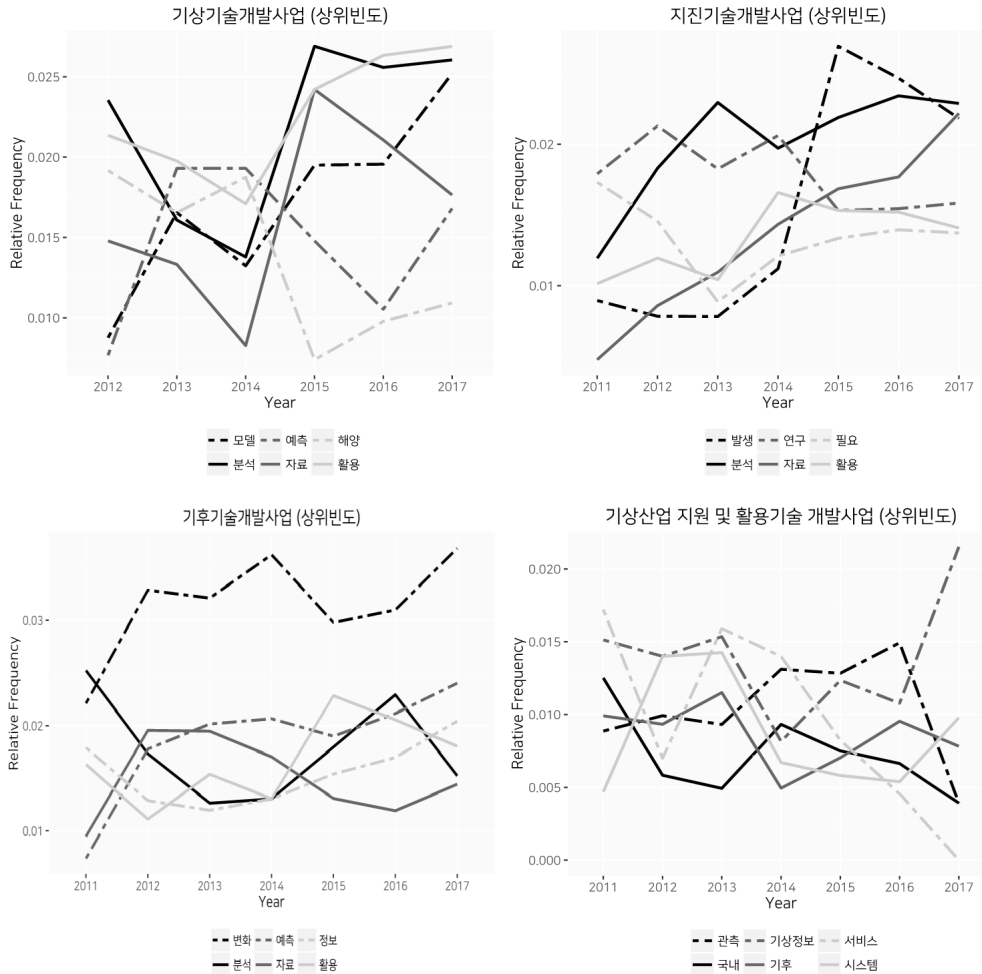 기상기술개발사업 (상위빈도)
Relative Frequency
0.025
0.020
0.015
0.010
2012 2013 2014 2015 2016 2017
Year
모델 예측 해양
분석 자료 활용
지진기술개발사업 (상위빈도)
Relative Frequency
0.02
0.01
2011 2012 2013 2014 2015 2016 2017
Year
발생 연구 필요
분석 자료 활용
기후기술개발사업 (상위빈도)
Relative Frequency
0.03
0.02
0.01
2011 2012 2013 2014 2015 2016 2017
Year
변화 예측 정보
분석 자료 활용
기상산업 지원 및 활용기술 개발사업 (상위빈도)
Relative Frequency
0.020
0.015
0.010
0.005
0.000
2011 2012 2013 2014 2015 2016 2017
Year
관측 기상정보 서비스
국내 기후 시스템